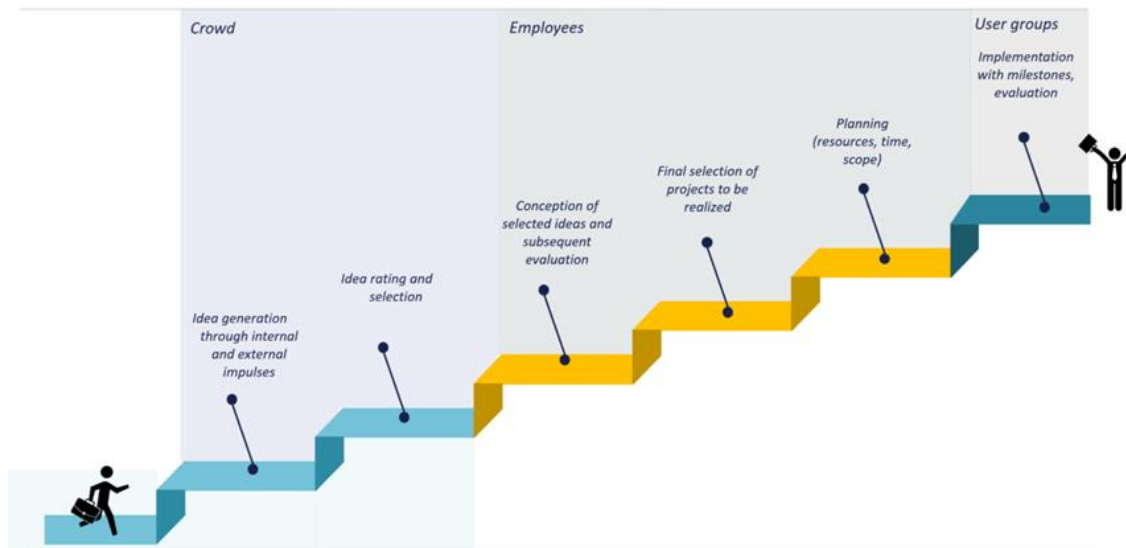 Crowd
Employees
User groups
Idea generation
through internal
and external
impulses
Idea rating and
selection
Conception of
selected ideas and
subsequent
evaluation
Final selection of
projects to be
realized
Planning
(resources, time,
scope)
Implementation
with milestones,
evaluation